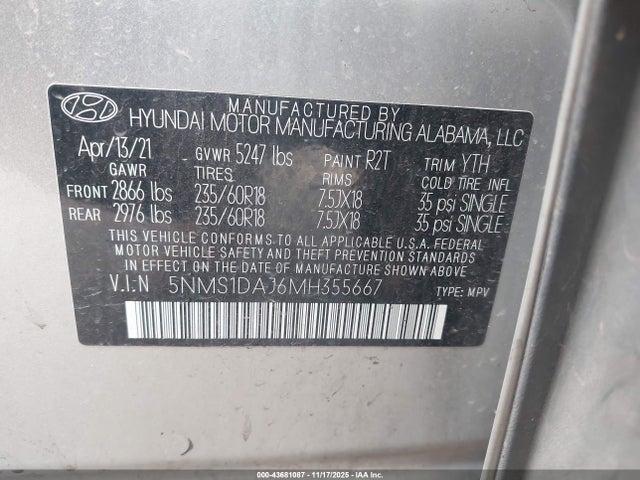 MANUFACTURED BY
HYUNDAI MOTOR MANUFACTURING ALABAMA, LLC
Apr/13/21 GVWR 5247 lbs PAINT R2T TRIM YTH
GAWR TIRES RIMS COLD TIRE INFL
FRONT 2866 lbs 235/60R18 7.5JX18 35 psi SINGLE
REAR 2976 lbs 235/60R18 7.5JX18 35 psi SINGLE
THIS VEHICLE CONFORMS TO ALL APPLICABLE U.S.A. FEDERAL
MOTOR VEHICLE SAFETY AND THEFT PREVENTION STANDARDS
IN EFFECT ON THE DATE OF MANUFACTURE SHOWN ABOVE.
V.I.N 5NMS1DAJ6MH355667 TYPE: MPV
000-43681087 - 11/17/2025 - IAA Inc.